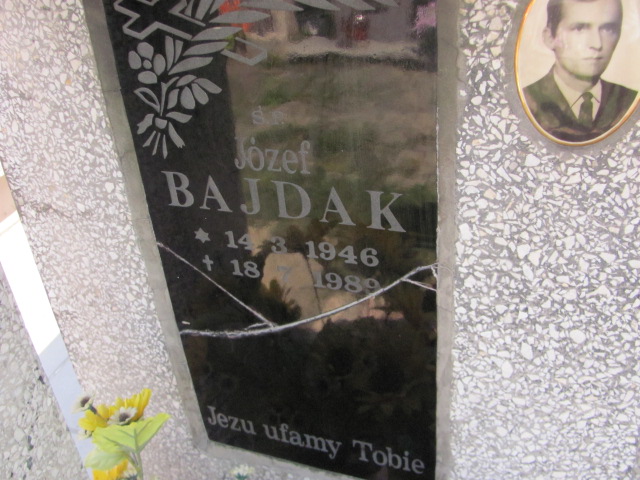 ś.p.
Józef
BAJDAK
14 3 1946
18 1989
Jezu ufamy Tobie